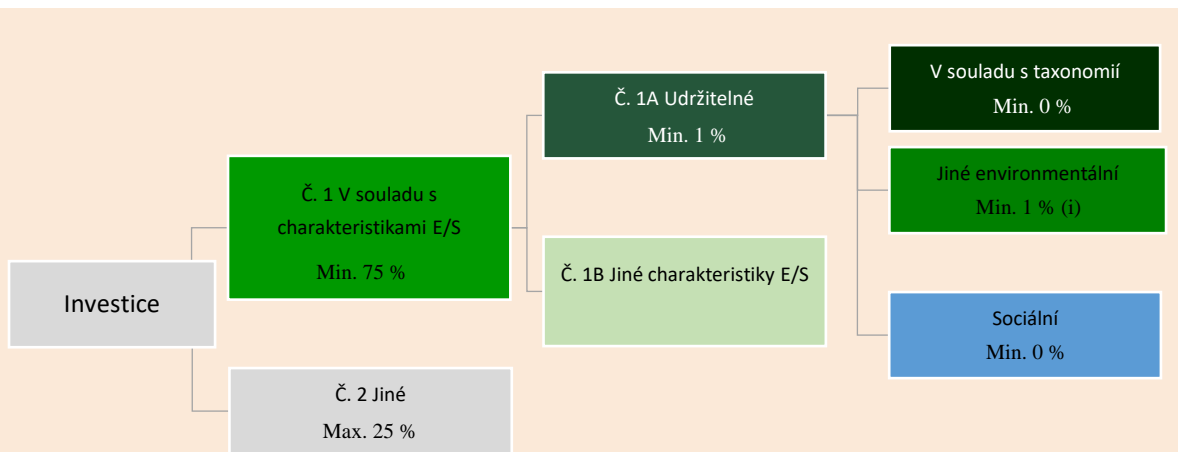 Investice
Č. 1 V souladu s
charakteristikami E/S
Min. 75 %
Č. 2 Jiné
Max. 25 %
Č. 1A Udržitelné
Min. 1 %
Č. 1B Jiné charakteristiky E/S
V souladu s taxonomií
Min. 0 %
Jiné environmentální
Min. 1 % (i)
Sociální
Min. 0 %